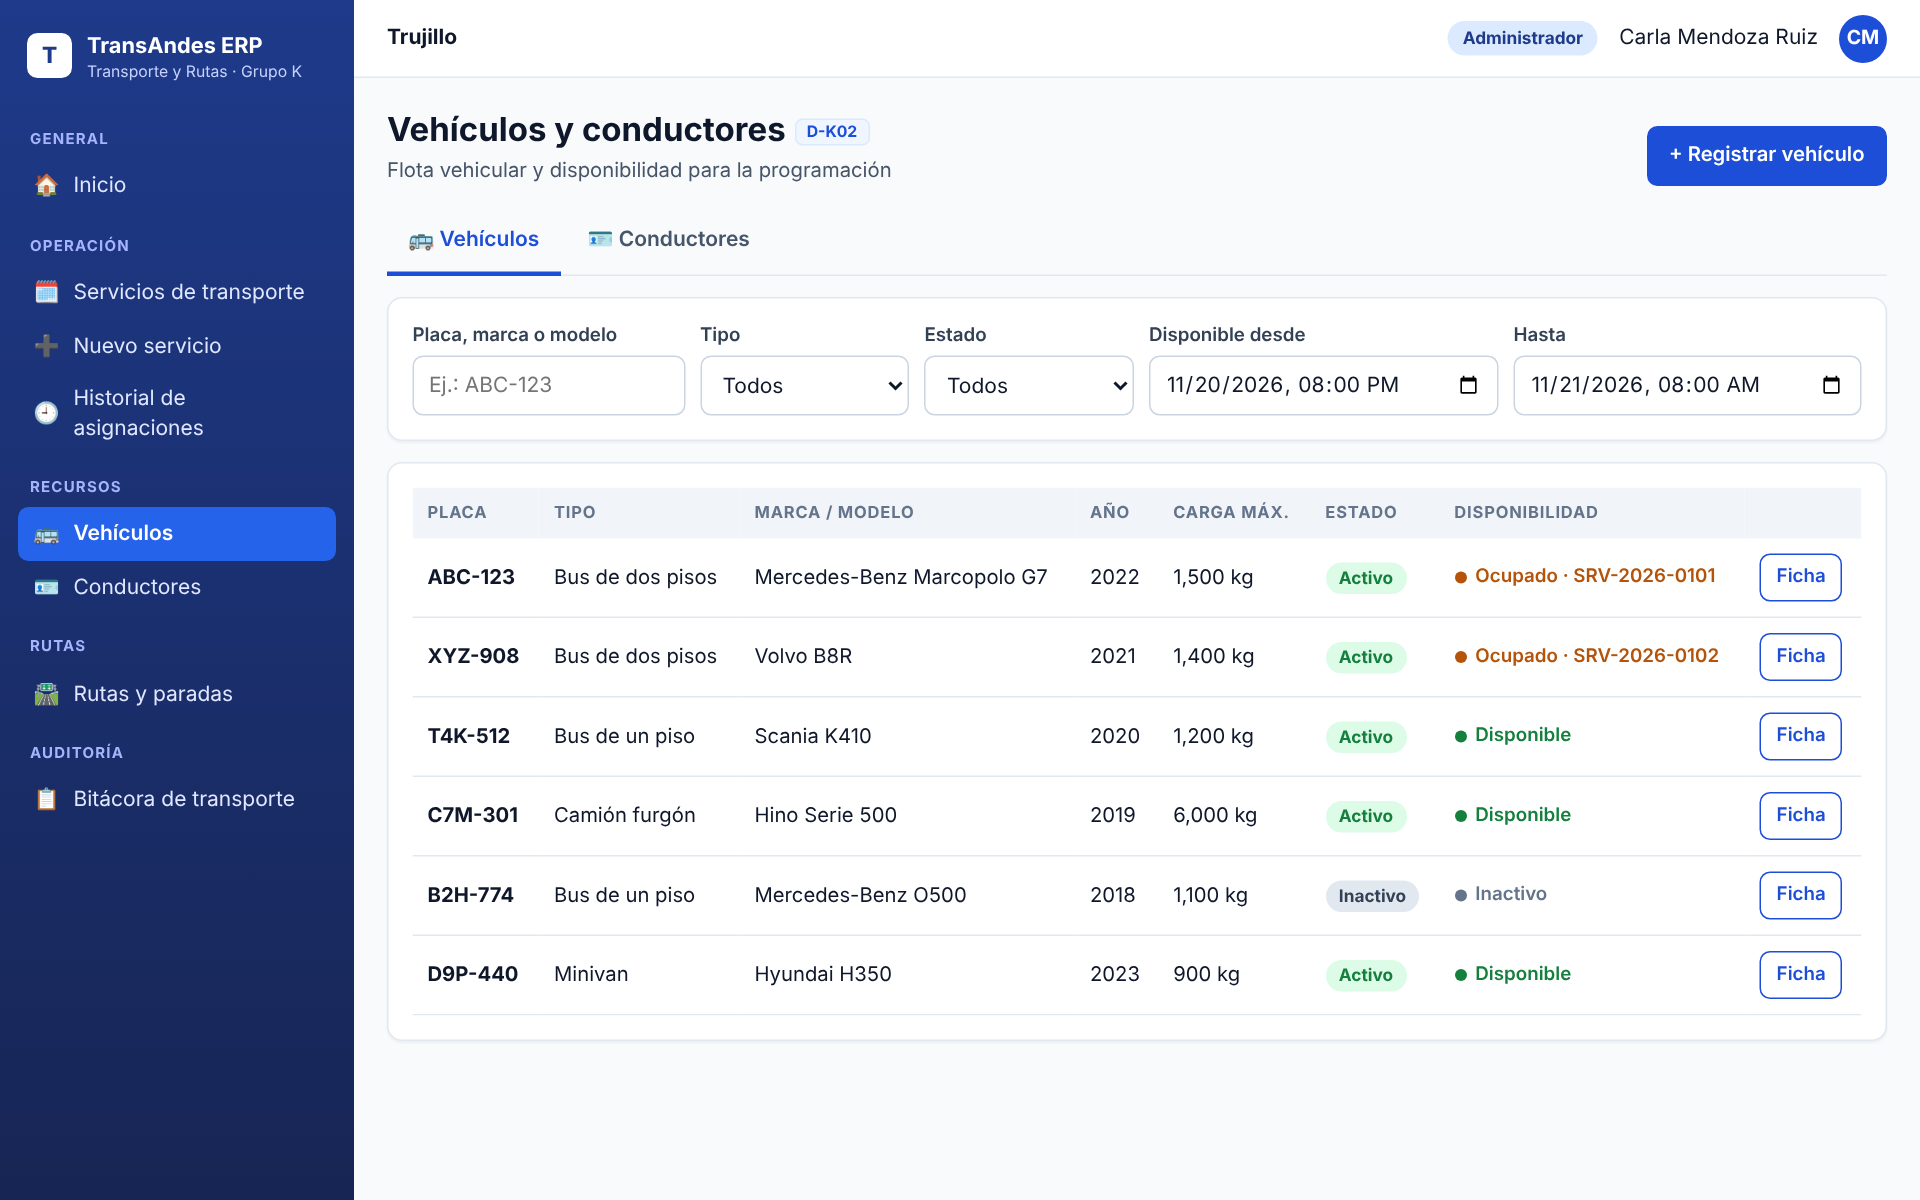 T
TransAndes ERP
Transporte y Rutas · Grupo K
GENERAL
Inicio
OPERACIÓN
Servicios de transporte
Nuevo servicio
Historial de
asignaciones
RECURSOS
Vehículos
Conductores
RUTAS
Rutas y paradas
AUDITORÍA
Bitácora de transporte
Trujillo
Administrador
Carla Mendoza Ruiz
CM
Vehículos y conductores D-K02
Flota vehicular y disponibilidad para la programación
+ Registrar vehículo
Vehículos
Conductores
Placa, marca o modelo Tipo Estado Disponible desde Hasta
Ej.: ABC-123 Todos Todos 11/20/2026, 08:00 PM 11/21/2026, 08:00 AM
PLACA TIPO MARCA / MODELO AÑO CARGA MÁX. ESTADO DISPONIBILIDAD
ABC-123 Bus de dos pisos Mercedes-Benz Marcopolo G7 2022 1,500 kg Activo Ocupado · SRV-2026-0101 Ficha
XYZ-908 Bus de dos pisos Volvo B8R 2021 1,400 kg Activo Ocupado · SRV-2026-0102 Ficha
T4K-512 Bus de un piso Scania K410 2020 1,200 kg Activo Disponible Ficha
C7M-301 Camión furgón Hino Serie 500 2019 6,000 kg Activo Disponible Ficha
B2H-774 Bus de un piso Mercedes-Benz O500 2018 1,100 kg Inactivo Inactivo Ficha
D9P-440 Minivan Hyundai H350 2023 900 kg Activo Disponible Ficha